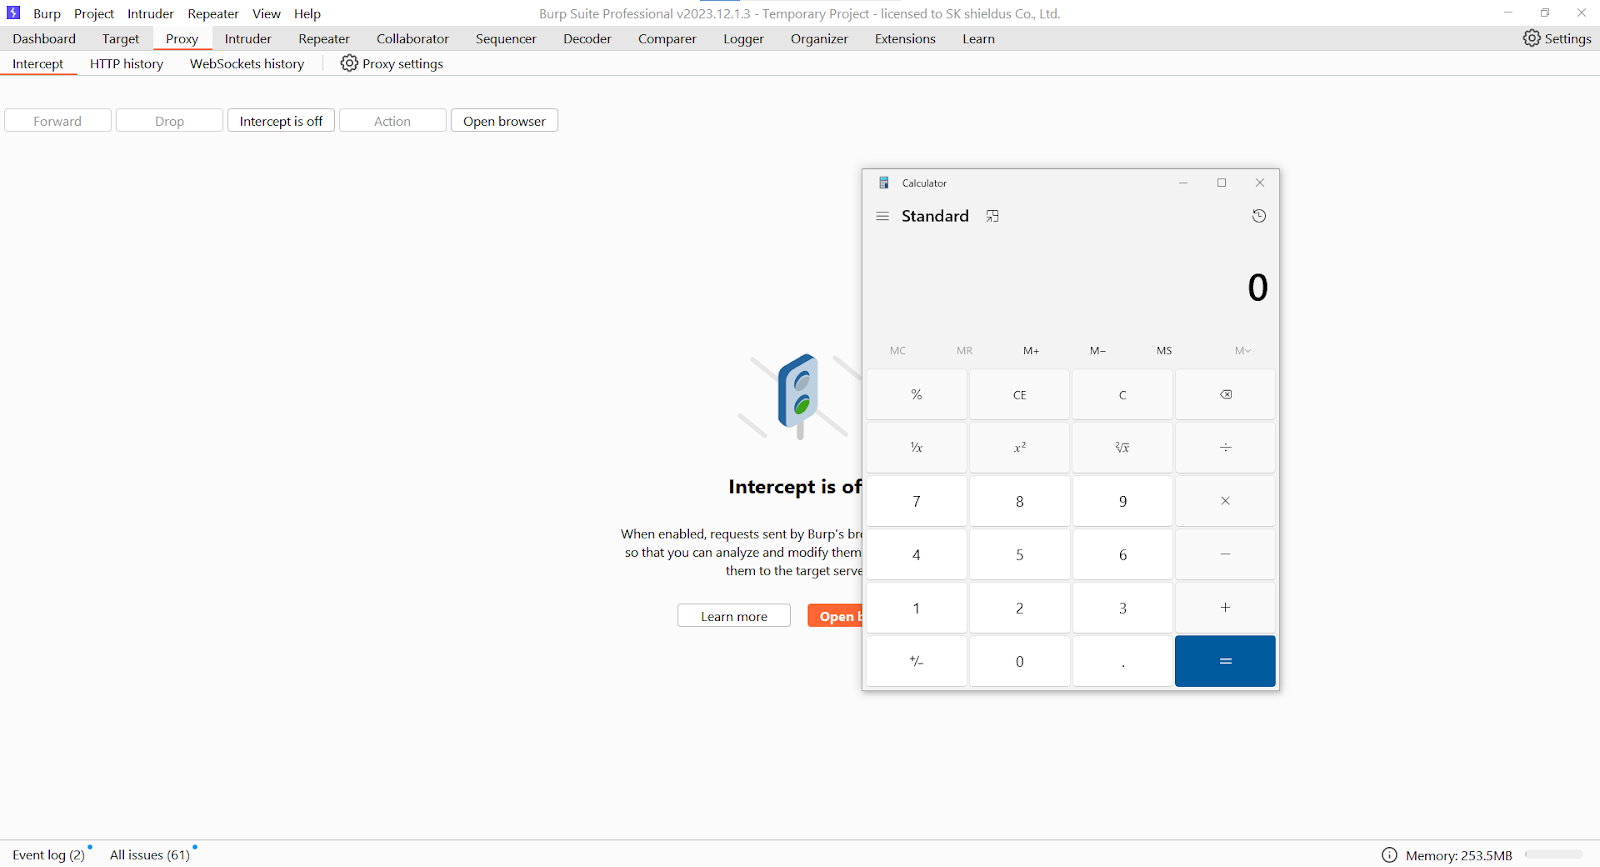 Burp Project Intruder Repeater View Help
Burp Suite Professional v2023.12.1.3 - Temporary Project - licensed to SK shieldus Co., Ltd.
Dashboard Target Proxy Intruder Repeater Collaborator Sequencer Decoder Comparer Logger Organizer Extensions Learn Settings
Intercept HTTP history WebSockets history Proxy settings
Forward Drop Intercept is off Action Open browser
Intercept is of
When enabled, requests sent by Burp's bro
so that you can analyze and modify them
them to the target serve
Learn more Open b
Calculator
Standard
0
MC MR M+ M− MS M
% CE C
¹/x x² ²√x ÷
7 8 9 ×
4 5 6 −
1 2 3 +
+/− 0 . =
Event log (2) All issues (61) Memory: 253.5MB